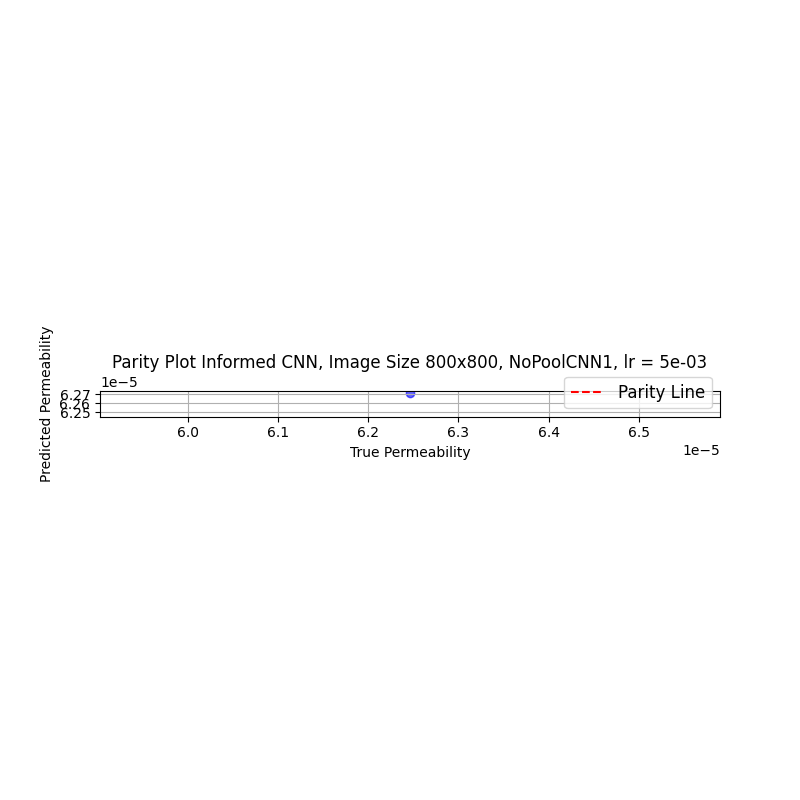 Parity Plot Informed CNN, Image Size 800x800, NoPoolCNN1, lr = 5e-03
1e−5
Parity Line
6.27
6.26
6.25
Predicted Permeability
6.0 6.1 6.2 6.3 6.4 6.5
1e−5
True Permeability